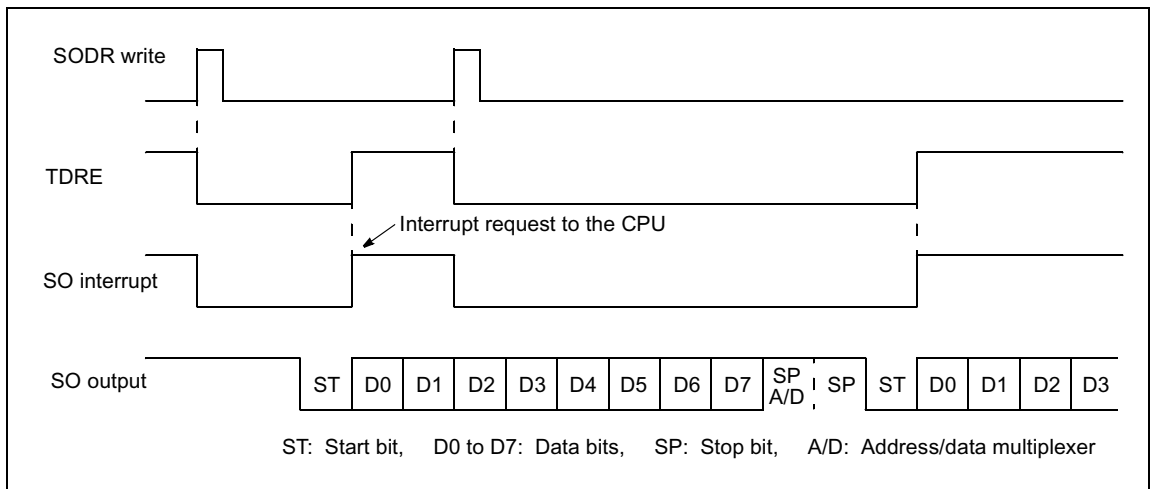 SODR write
TDRE
Interrupt request to the CPU
SO interrupt
SO output
ST D0 D1 D2 D3 D4 D5 D6 D7 SP A/D SP ST D0 D1 D2 D3
ST: Start bit, D0 to D7: Data bits, SP: Stop bit, A/D: Address/data multiplexer